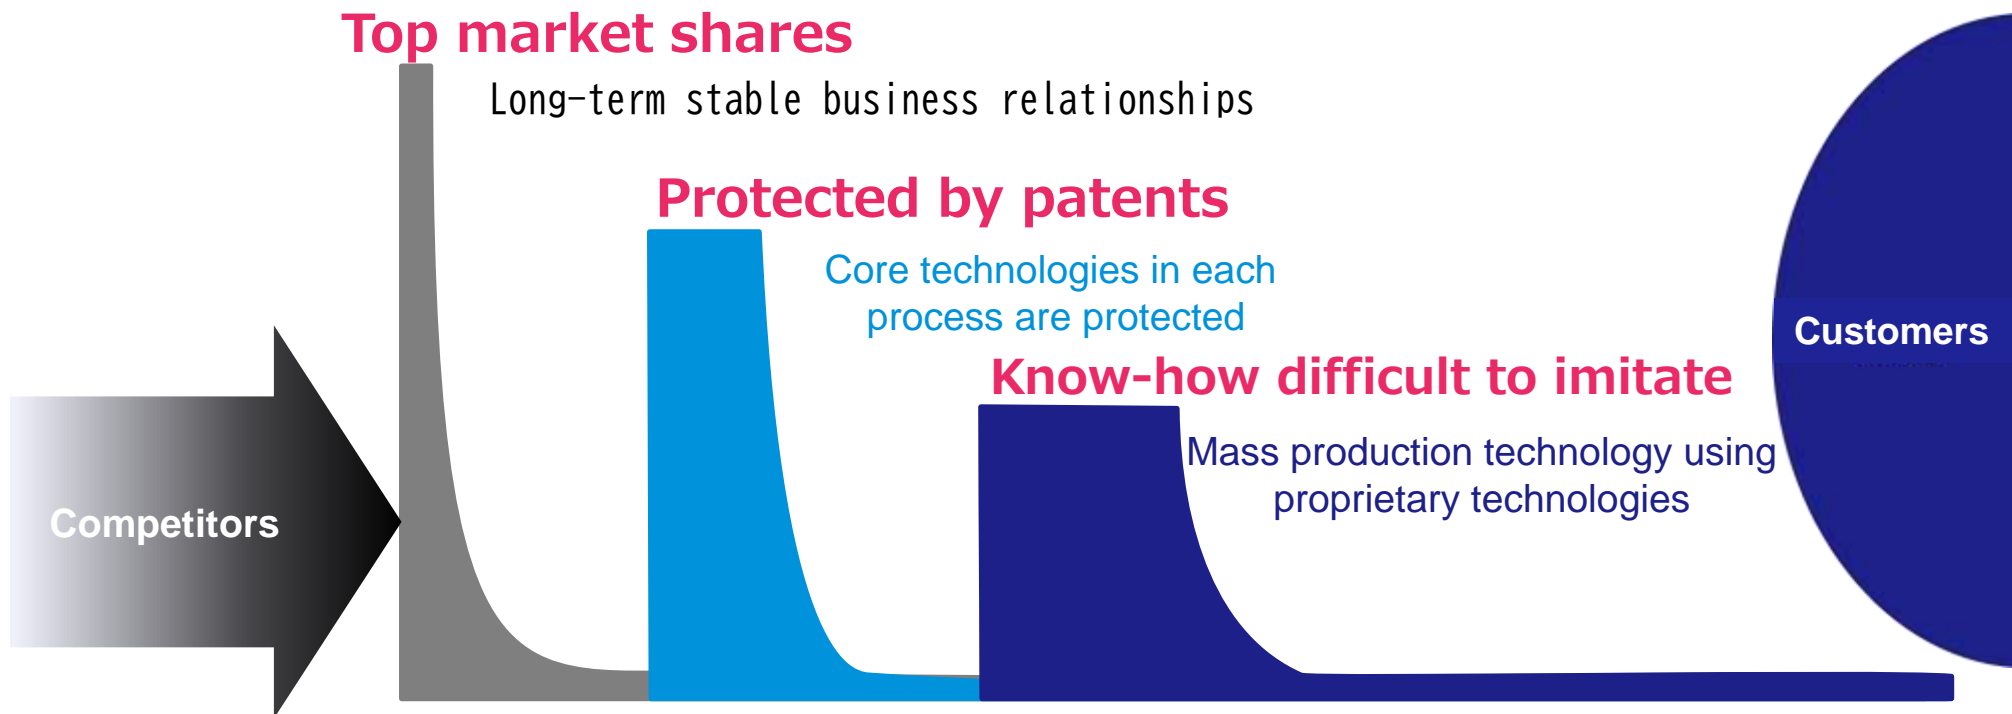 Top market shares
Long-term stable business relationships
Protected by patents
Core technologies in each
process are protected
Know-how difficult to imitate
Mass production technology using
proprietary technologies
Competitors
Customers